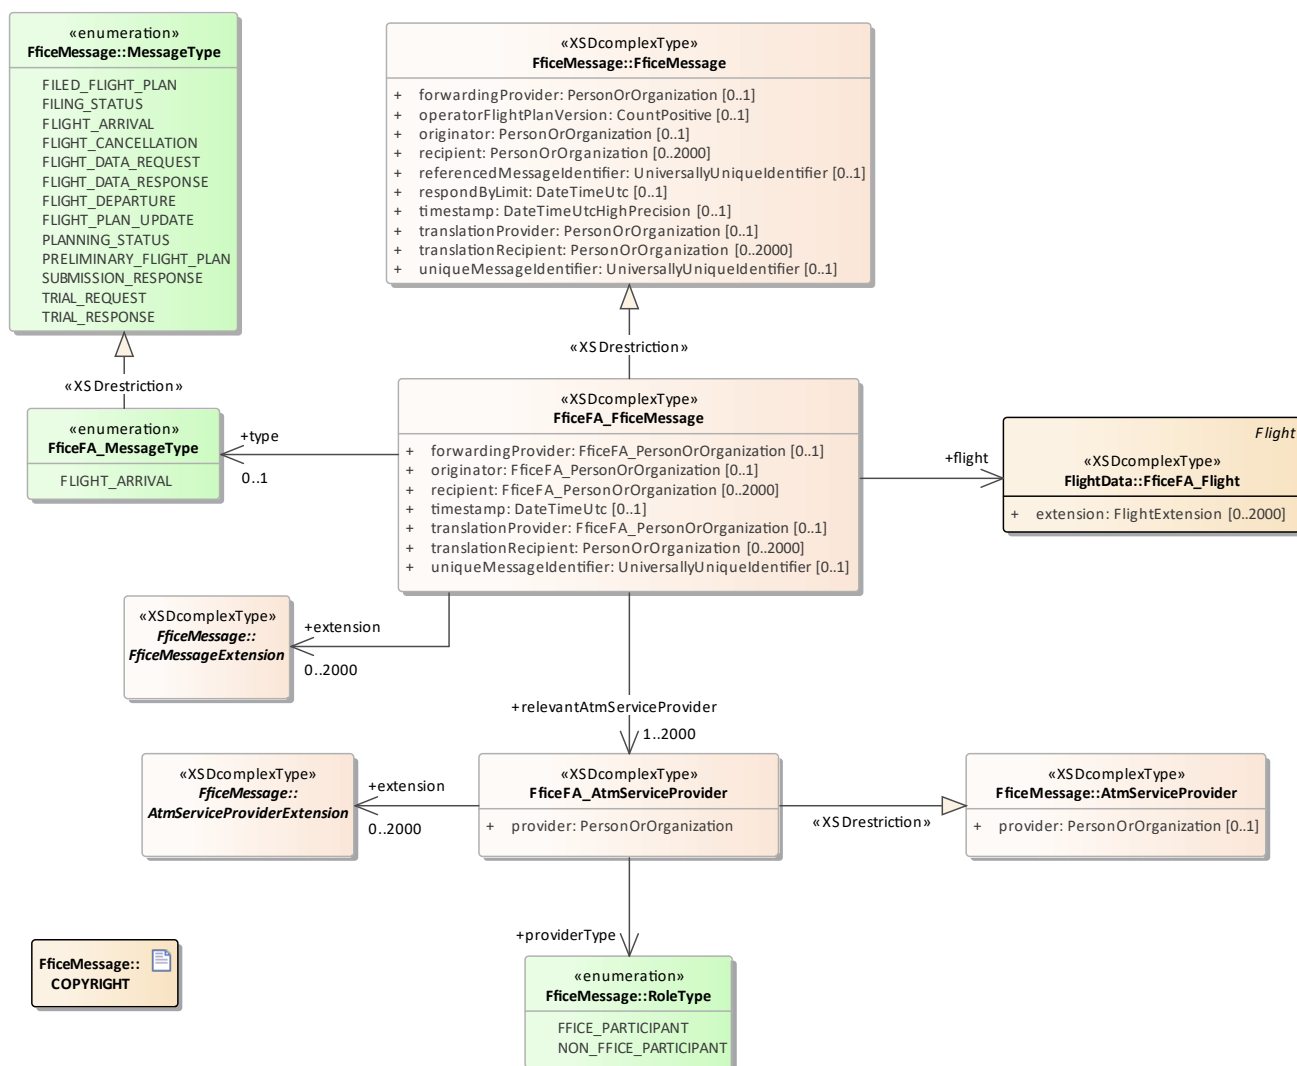 «enumeration»
FficeMessage::MessageType
FILED_FLIGHT_PLAN
FILING_STATUS
FLIGHT_ARRIVAL
FLIGHT_CANCELLATION
FLIGHT_DATA_REQUEST
FLIGHT_DATA_RESPONSE
FLIGHT_DEPARTURE
FLIGHT_PLAN_UPDATE
PLANNING_STATUS
PRELIMINARY_FLIGHT_PLAN
SUBMISSION_RESPONSE
TRIAL_REQUEST
TRIAL_RESPONSE
«XSDcomplexType»
FficeMessage::FficeMessage
+ forwardingProvider: PersonOrOrganization [0..1]
+ operatorFlightPlanVersion: CountPositive [0..1]
+ originator: PersonOrOrganization [0..1]
+ recipient: PersonOrOrganization [0..2000]
+ referencedMessageIdentifier: UniversallyUniqueIdentifier [0..1]
+ respondByLimit: DateTimeUtc [0..1]
+ timestamp: DateTimeUtcHighPrecision [0..1]
+ translationProvider: PersonOrOrganization [0..1]
+ translationRecipient: PersonOrOrganization [0..2000]
+ uniqueMessageIdentifier: UniversallyUniqueIdentifier [0..1]
«XSDrestriction»
«XSDrestriction»
«enumeration»
FficeFA_MessageType
FLIGHT_ARRIVAL
+type
0..1
«XSDcomplexType»
FficeFA_FficeMessage
+ forwardingProvider: FficeFA_PersonOrOrganization [0..1]
+ originator: FficeFA_PersonOrOrganization [0..1]
+ recipient: FficeFA_PersonOrOrganization [0..2000]
+ timestamp: DateTimeUtc [0..1]
+ translationProvider: FficeFA_PersonOrOrganization [0..1]
+ translationRecipient: PersonOrOrganization [0..2000]
+ uniqueMessageIdentifier: UniversallyUniqueIdentifier [0..1]
+flight
Flight
«XSDcomplexType»
FlightData::FficeFA_Flight
+ extension: FlightExtension [0..2000]
«XSDcomplexType»
FficeMessage::
FficeMessageExtension
+extension
0..2000
+relevantAtmServiceProvider
1..2000
«XSDcomplexType»
FficeMessage::
AtmServiceProviderExtension
+extension
0..2000
«XSDcomplexType»
FficeFA_AtmServiceProvider
+ provider: PersonOrOrganization
«XSDrestriction»
«XSDcomplexType»
FficeMessage::AtmServiceProvider
+ provider: PersonOrOrganization [0..1]
+providerType
FficeMessage::
COPYRIGHT
«enumeration»
FficeMessage::RoleType
FFICE_PARTICIPANT
NON_FFICE_PARTICIPANT